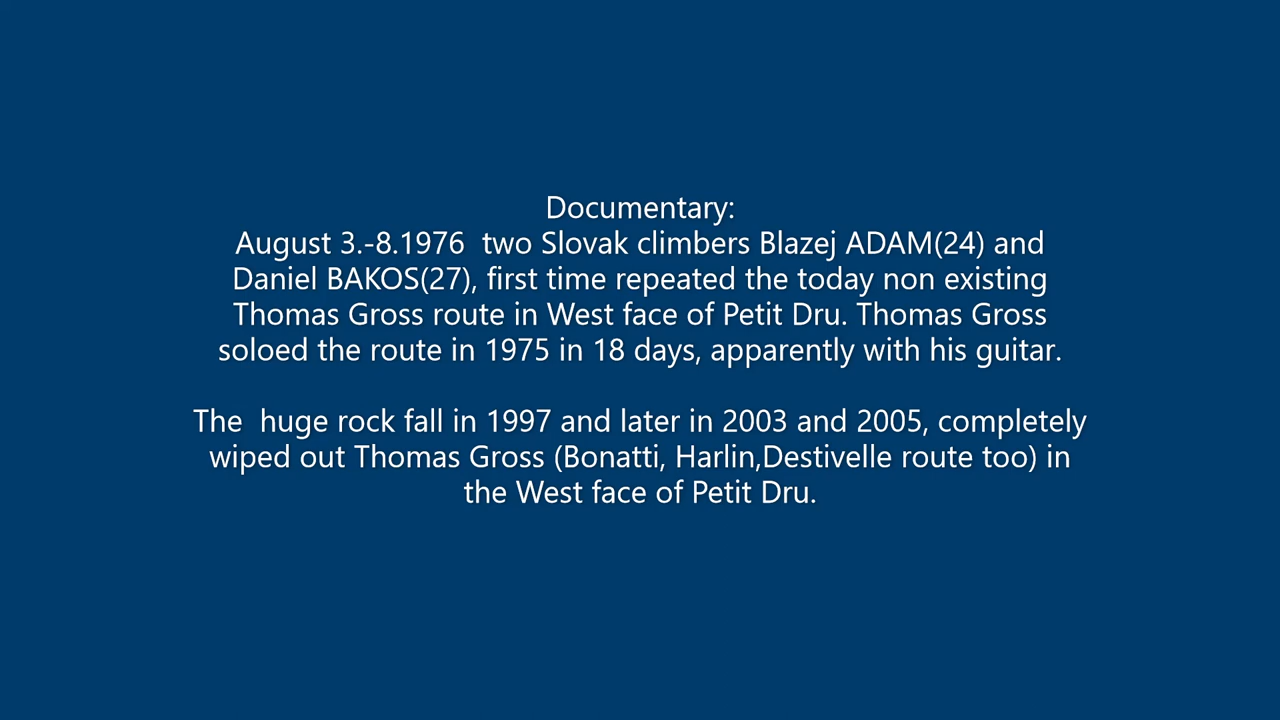 Documentary:
August 3.-8.1976  two Slovak climbers Blazej ADAM(24) and
Daniel BAKOS(27), first time repeated the today non existing
Thomas Gross route in West face of Petit Dru. Thomas Gross
soloed the route in 1975 in 18 days, apparently with his guitar.
The  huge rock fall in 1997 and later in 2003 and 2005, completely
wiped out Thomas Gross (Bonatti, Harlin,Destivelle route too) in
the West face of Petit Dru.